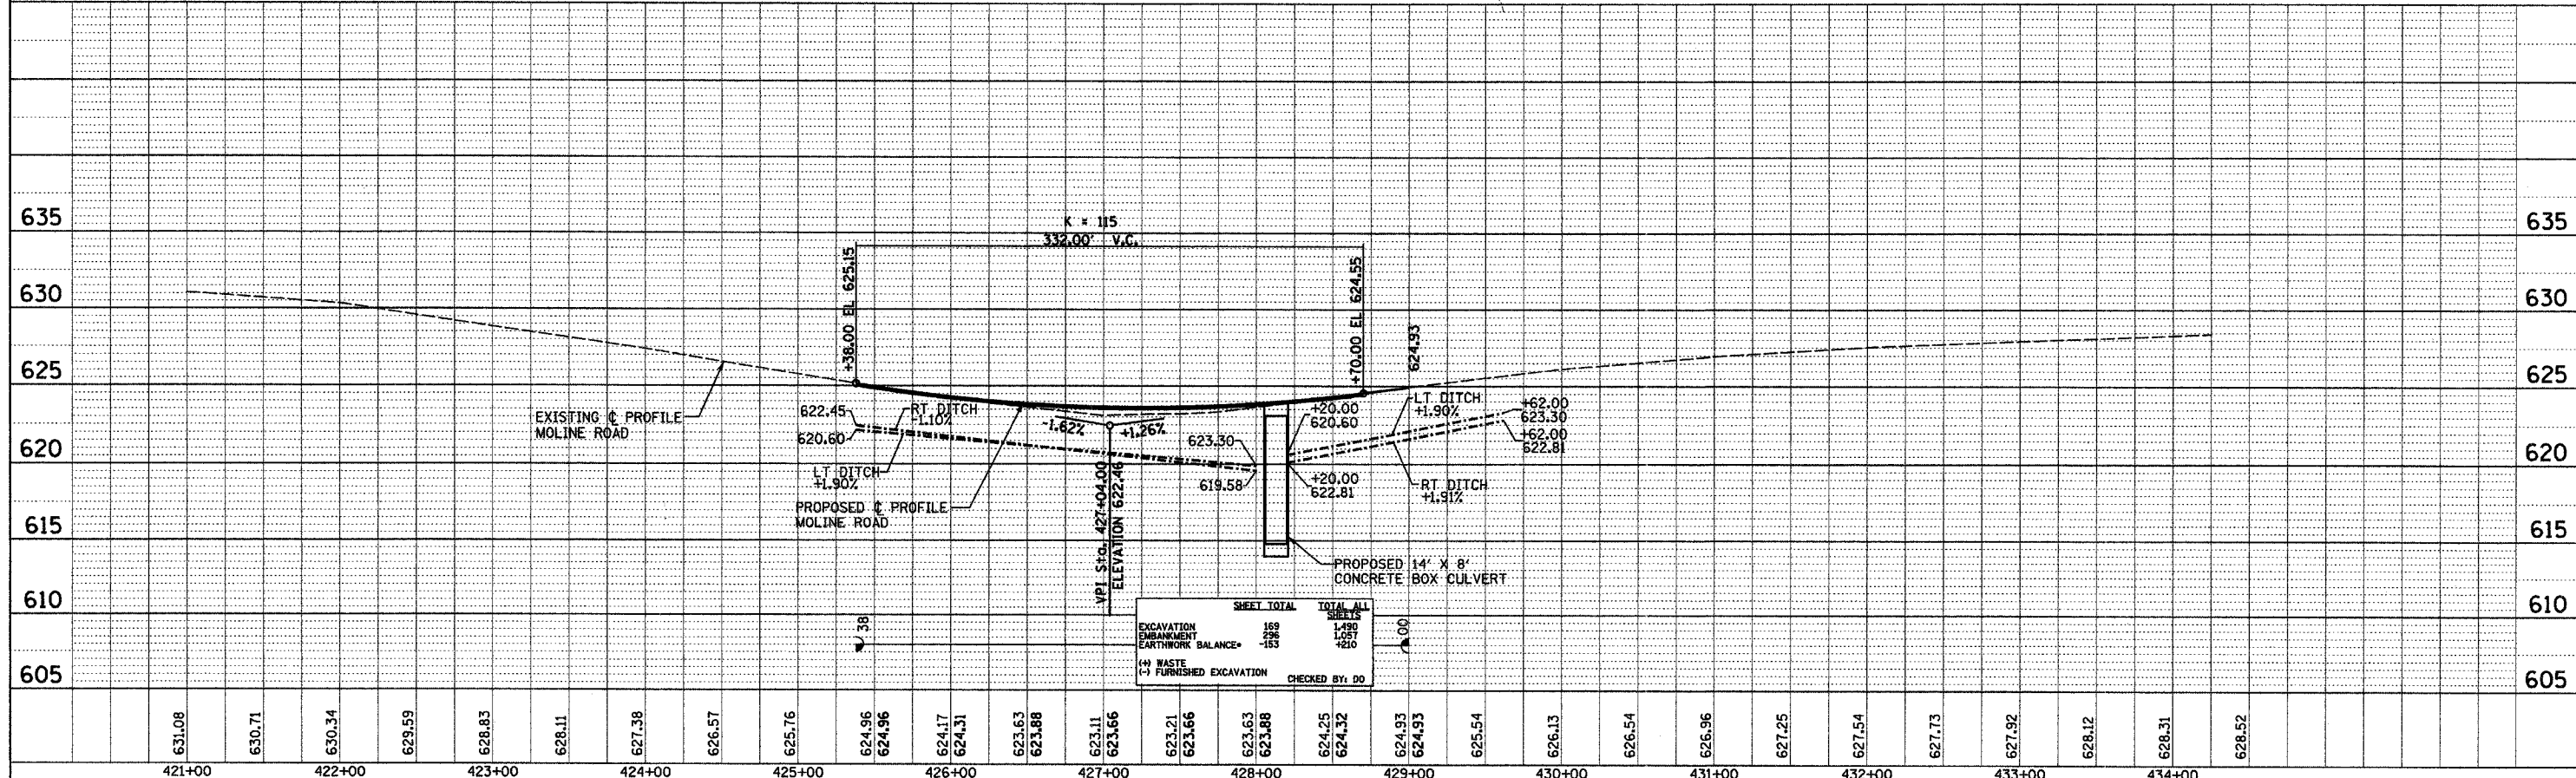 K = 115
332.00' V.C.
635
635
630
630
625
625
620
620
615
615
610
610
605
605
+38.00 EL 625.15
+70.00 EL 624.55
624.93
EXISTING ℄ PROFILE
MOLINE ROAD
622.45
620.60
RT DITCH
-1.10%
LT DITCH
+1.90%
PROPOSED ℄ PROFILE
MOLINE ROAD
-1.62%
+1.26%
VPI Sta. 427+04.00
ELEVATION 622.46
623.30
619.58
+20.00
620.60
+20.00
622.81
LT DITCH
+1.90%
RT DITCH
+1.91%
+62.00
623.30
+62.00
622.81
PROPOSED 14' X 8'
CONCRETE BOX CULVERT
38
00
SHEET TOTAL TOTAL ALL SHEETS
EXCAVATION 169 1,490
EMBANKMENT 296 1,057
EARTHWORK BALANCE* -153 +210
(+) WASTE
(-) FURNISHED EXCAVATION
CHECKED BY: DO
631.08
630.71
630.34
629.59
628.83
628.11
627.38
626.57
625.76
624.96
624.96
624.17
624.31
623.63
623.88
623.11
623.66
623.21
623.66
623.63
623.88
624.25
624.32
624.93
624.93
625.54
626.13
626.54
626.96
627.25
627.54
627.73
627.92
628.12
628.31
628.52
421+00 422+00 423+00 424+00 425+00 426+00 427+00 428+00 429+00 430+00 431+00 432+00 433+00 434+00